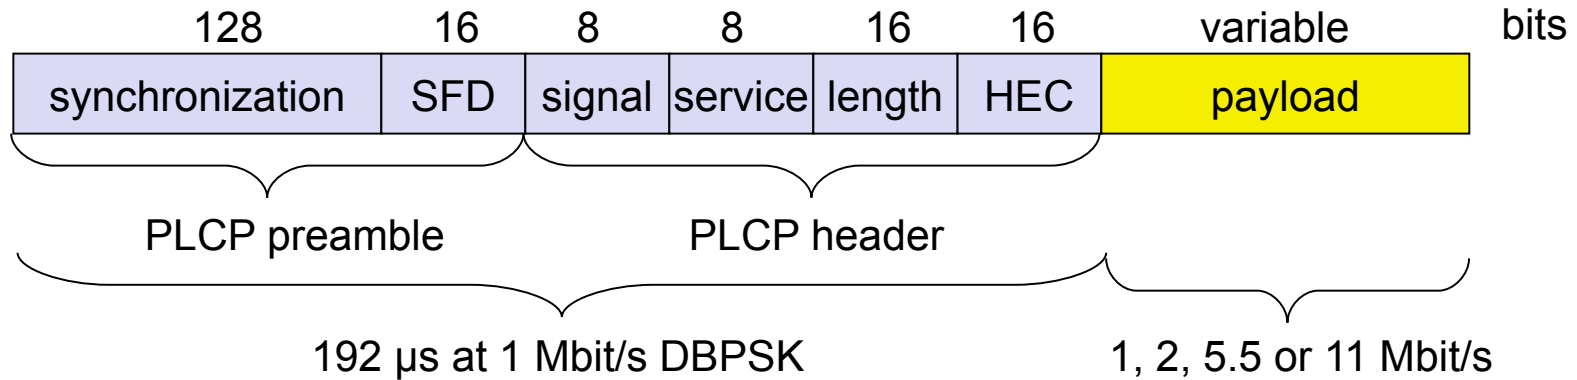 128 16 8 8 16 16 variable bits
synchronization SFD signal service length HEC payload
PLCP preamble PLCP header
192 µs at 1 Mbit/s DBPSK 1, 2, 5.5 or 11 Mbit/s